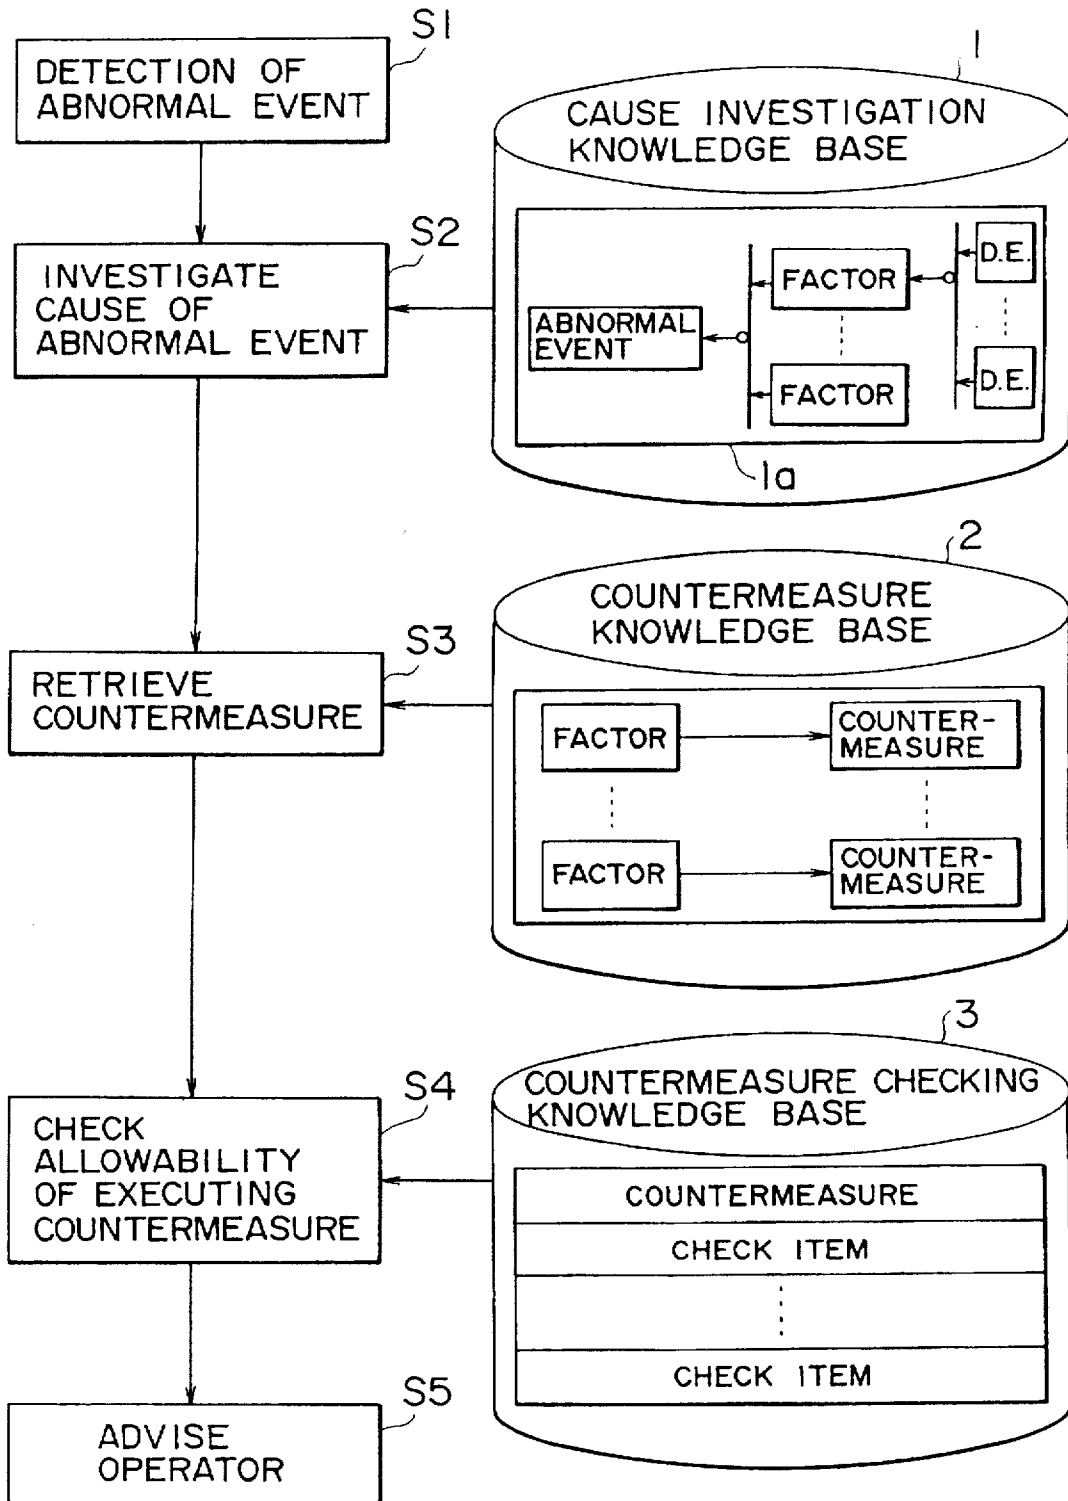 S1
DETECTION OF
ABNORMAL EVENT
1
CAUSE INVESTIGATION
KNOWLEDGE BASE
S2
INVESTIGATE
CAUSE OF
ABNORMAL EVENT
D.E.
FACTOR
ABNORMAL
EVENT
D.E.
FACTOR
1a
2
COUNTERMEASURE
KNOWLEDGE BASE
S3
RETRIEVE
COUNTERMEASURE
FACTOR
COUNTER-
MEASURE
FACTOR
COUNTER-
MEASURE
3
COUNTERMEASURE CHECKING
KNOWLEDGE BASE
S4
CHECK
ALLOWABILITY
OF EXECUTING
COUNTERMEASURE
COUNTERMEASURE
CHECK ITEM
CHECK ITEM
S5
ADVISE
OPERATOR